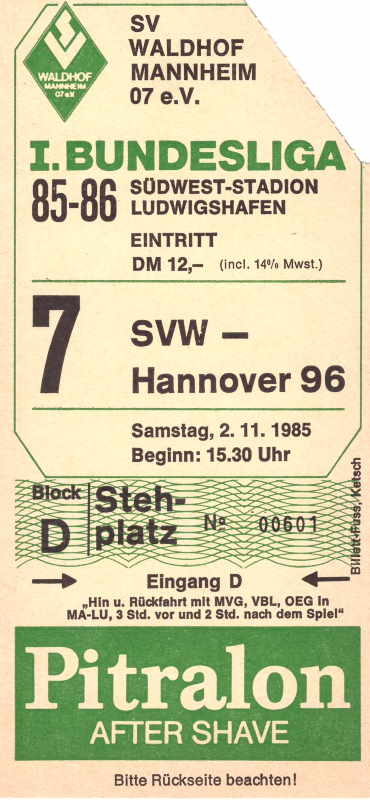 WALDHOF
MANNHEIM
07 e.V.
SV
WALDHOF
MANNHEIM
07 e.V.
I. BUNDESLIGA
85-86
SÜDWEST-STADION
LUDWIGSHAFEN
EINTRITT
DM 12,– (incl. 14% Mwst.)
7
SVW –
Hannover 96
Samstag, 2. 11. 1985
Beginn: 15.30 Uhr
Block
D
Steh-
platz
Nº 00601
Billett-Fuss, Ketsch
Eingang D
„Hin u. Rückfahrt mit MVG, VBL, OEG in
MA-LU, 3 Std. vor und 2 Std. nach dem Spiel“
Pitralon
AFTER SHAVE
Bitte Rückseite beachten!